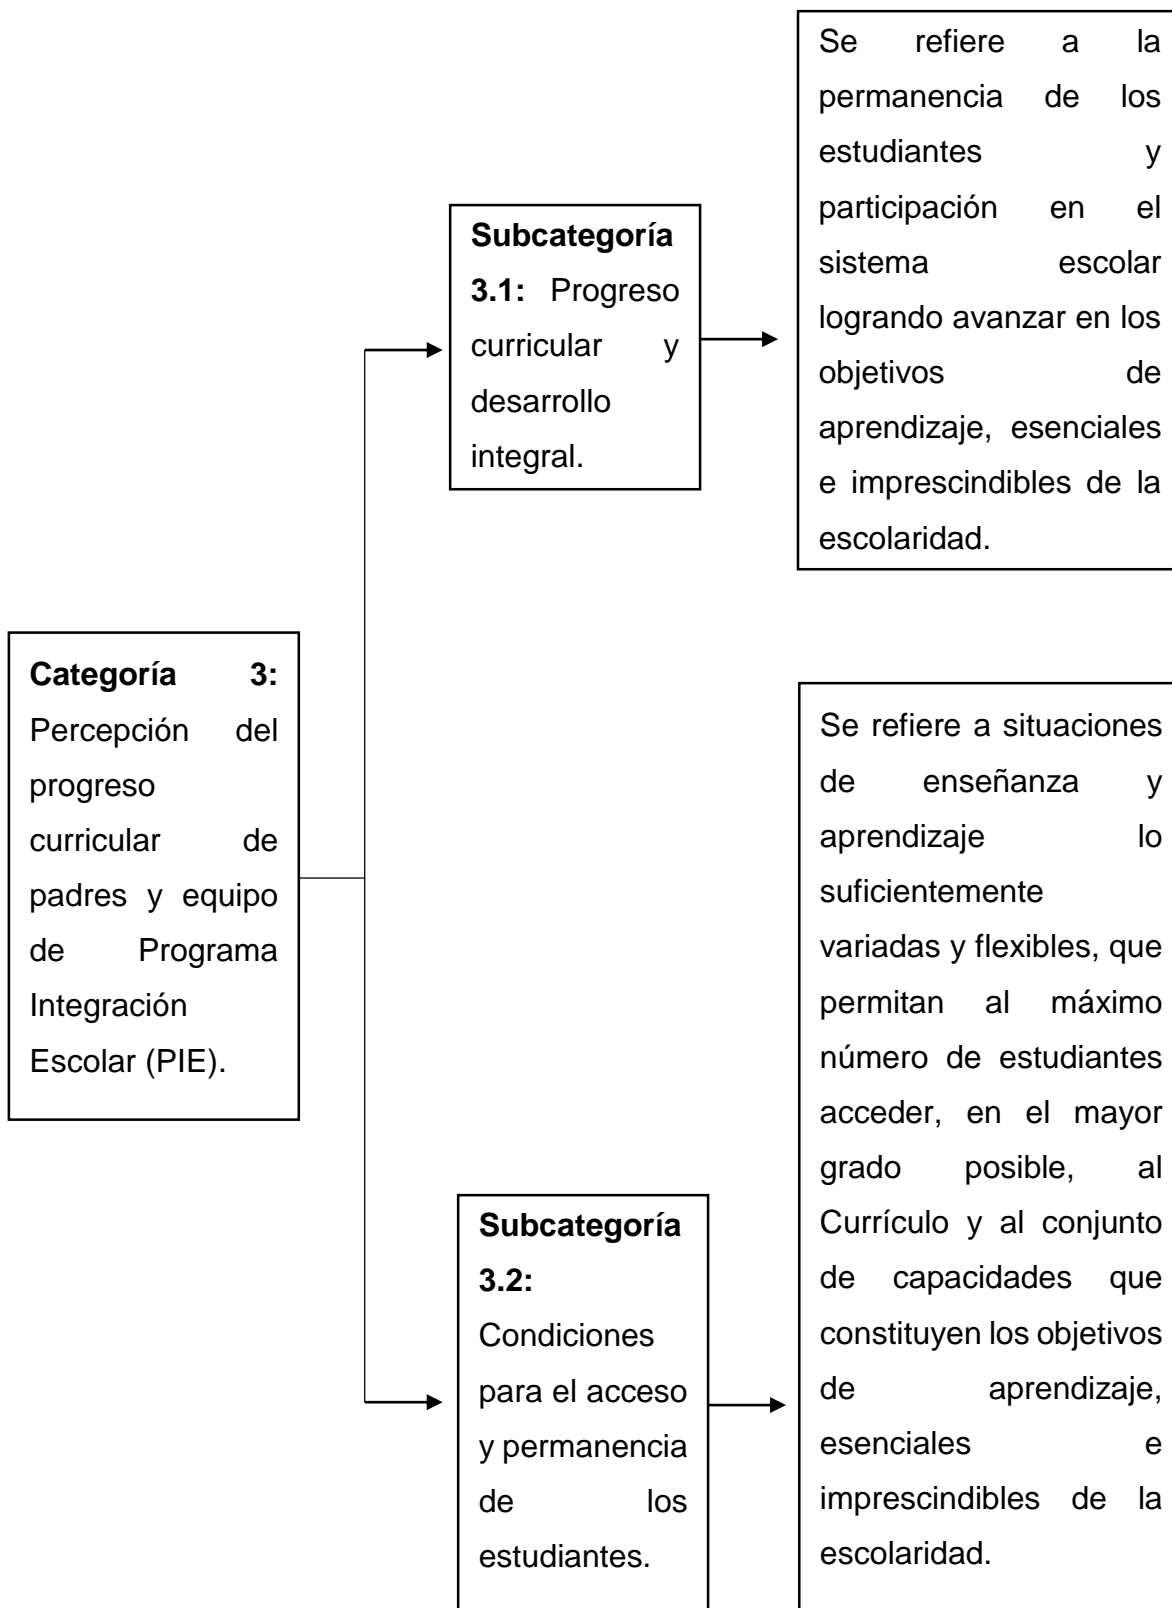 Categoría 3:
Percepción del
progreso
curricular de
padres y equipo
de Programa
Integración
Escolar (PIE).
Subcategoría
3.1: Progreso
curricular y
desarrollo
integral.
Se refiere a la
permanencia de los
estudiantes y
participación en el
sistema escolar
logrando avanzar en los
objetivos de
aprendizaje, esenciales
e imprescindibles de la
escolaridad.
Subcategoría
3.2:
Condiciones
para el acceso
y permanencia
de los
estudiantes.
Se refiere a situaciones
de enseñanza y
aprendizaje lo
suficientemente
variadas y flexibles, que
permitan al máximo
número de estudiantes
acceder, en el mayor
grado posible, al
Currículo y al conjunto
de capacidades que
constituyen los objetivos
de aprendizaje,
esenciales e
imprescindibles de la
escolaridad.